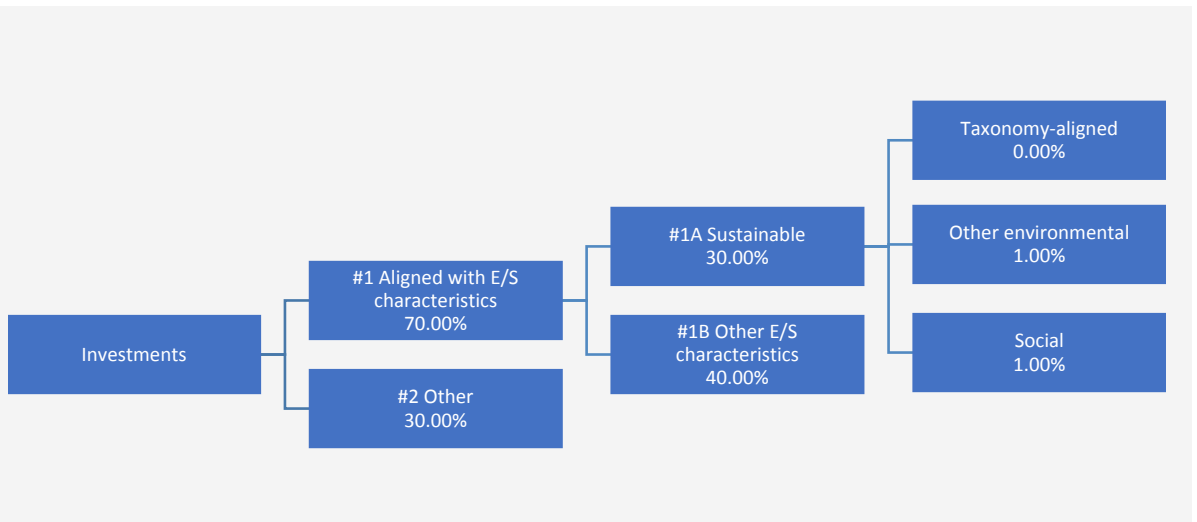 Investments
#1 Aligned with E/S
characteristics
70.00%
#2 Other
30.00%
#1A Sustainable
30.00%
#1B Other E/S
characteristics
40.00%
Taxonomy-aligned
0.00%
Other environmental
1.00%
Social
1.00%